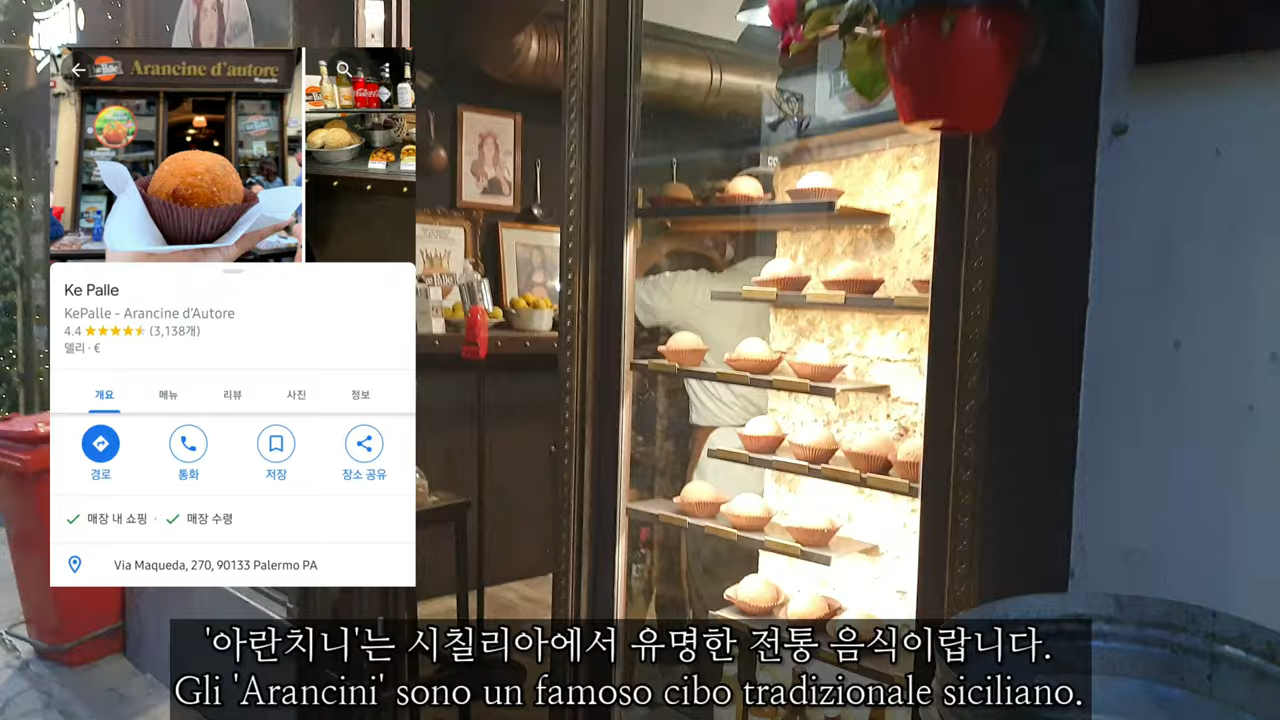 Arancine d'autore
Maqueda
Ke Palle
KePalle - Arancine d'Autore
4.4 ★★★★⯪ (3,138개)
델리 · €
개요
메뉴
리뷰
사진
정보
경로
통화
저장
장소 공유
매장 내 쇼핑 · 매장 수령
Via Maqueda, 270, 90133 Palermo PA
'아란치니'는 시칠리아에서 유명한 전통 음식이랍니다.
Gli 'Arancini' sono un famoso cibo tradizionale siciliano.